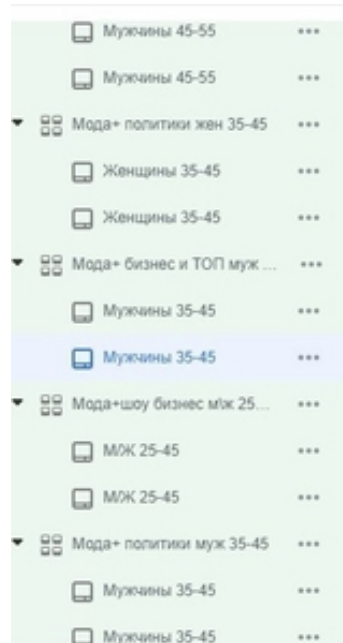 Мужчины 45-55
Мужчины 45-55
Мода+ политики жен 35-45
Женщины 35-45
Женщины 35-45
Мода+ бизнес и ТОП муж ...
Мужчины 35-45
Мужчины 35-45
Мода+шоу бизнес м\ж 25...
М/Ж 25-45
М/Ж 25-45
Мода+ политики муж 35-45
Мужчины 35-45
Мужчины 35-45